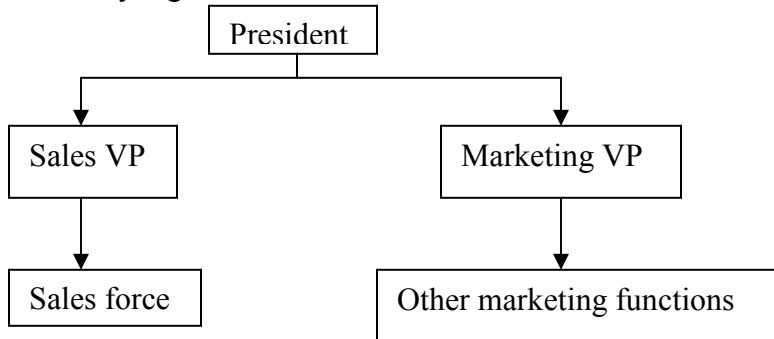 President
Sales VP
Marketing VP
Sales force
Other marketing functions